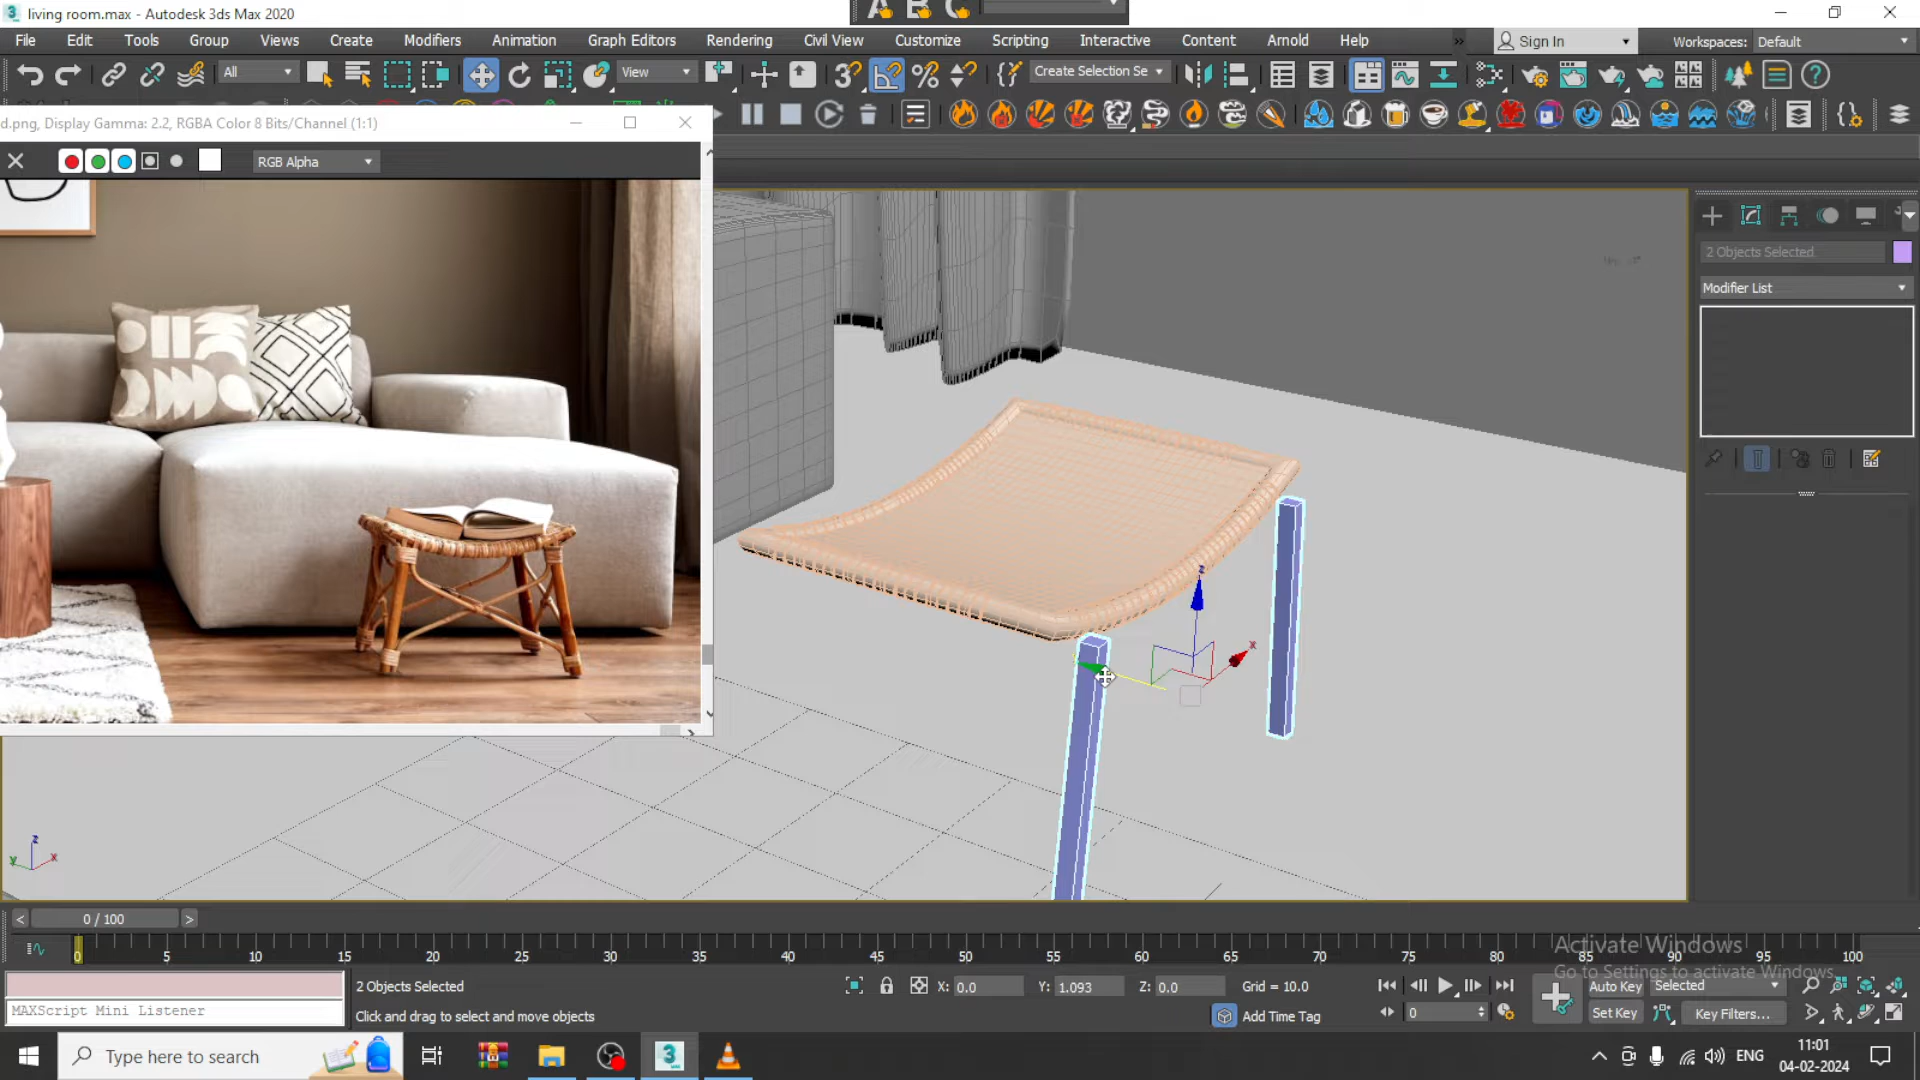 living room.max - Autodesk 3ds Max 2020
File Edit Tools Group Views Create Modifiers Animation Graph Editors Rendering Civil View Customize Scripting Interactive Content Arnold Help
Sign In
Workspaces: Default
All
View
Create Selection Se
d.png, Display Gamma: 2.2, RGBA Color 8 Bits/Channel (1:1)
RGB Alpha
2 Objects Selected
Modifier List
z
x
z
y
x
< 0 / 100 >
0 5 10 15 20 25 30 35 40 45 50 55 60 65 70 75 80 85 90 95 100
Activate Windows
Go to Settings to activate Windows.
2 Objects Selected
X: 0.0 Y: 1.093 Z: 0.0 Grid = 10.0
Auto Key Selected
MAXScript Mini Listener
Click and drag to select and move objects
Add Time Tag
0
Set Key
Key Filters...
Type here to search
ENG
11:01
04-02-2024